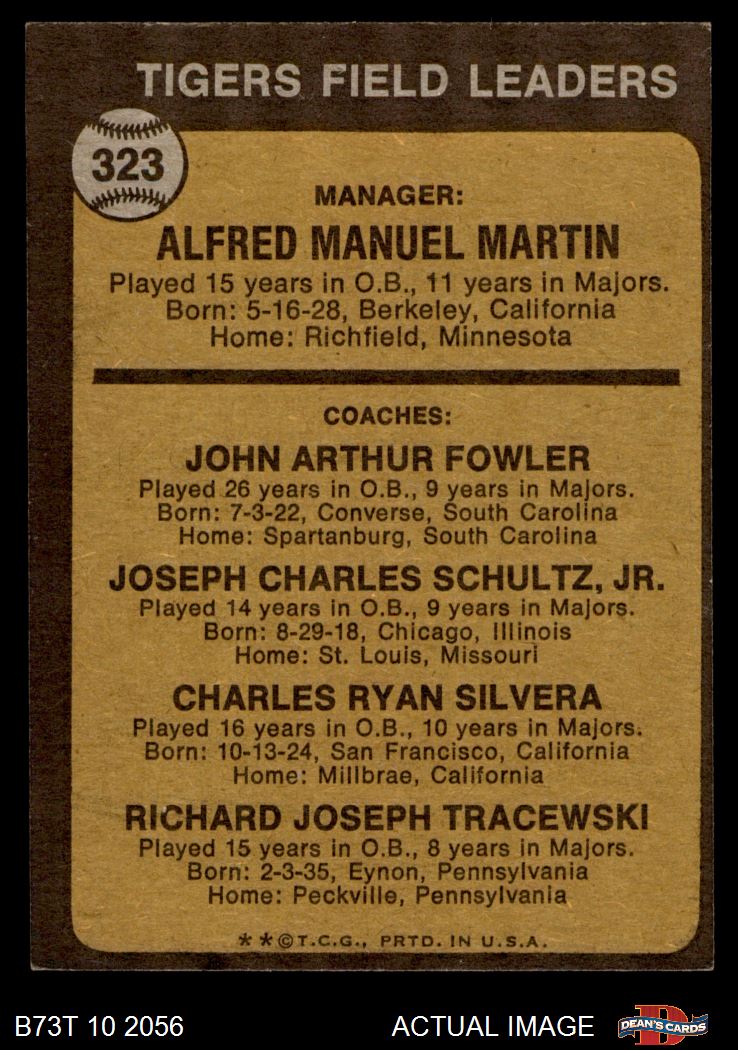 TIGERS FIELD LEADERS
323
MANAGER:
ALFRED MANUEL MARTIN
Played 15 years in O.B., 11 years in Majors.
Born: 5-16-28, Berkeley, California
Home: Richfield, Minnesota
COACHES:
JOHN ARTHUR FOWLER
Played 26 years in O.B., 9 years in Majors.
Born: 7-3-22, Converse, South Carolina
Home: Spartanburg, South Carolina
JOSEPH CHARLES SCHULTZ, JR.
Played 14 years in O.B., 9 years in Majors.
Born: 8-29-18, Chicago, Illinois
Home: St. Louis, Missouri
CHARLES RYAN SILVERA
Played 16 years in O.B., 10 years in Majors.
Born: 10-13-24, San Francisco, California
Home: Millbrae, California
RICHARD JOSEPH TRACEWSKI
Played 15 years in O.B., 8 years in Majors.
Born: 2-3-35, Eynon, Pennsylvania
Home: Peckville, Pennsylvania
* * © T.C.G., PRTD. IN U.S.A.
B73T 10 2056 ACTUAL IMAGE D DEAN'S CARDS